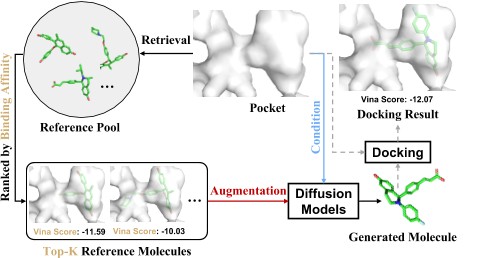 Retrieval
Pocket
Vina Score: -12.07
Docking Result
Reference Pool
...
Ranked by Binding Affinity
Condition
Docking
Vina Score: -11.59
Vina Score: -10.03
...
Top-K Reference Molecules
Augmentation
Diffusion
Models
Generated Molecule